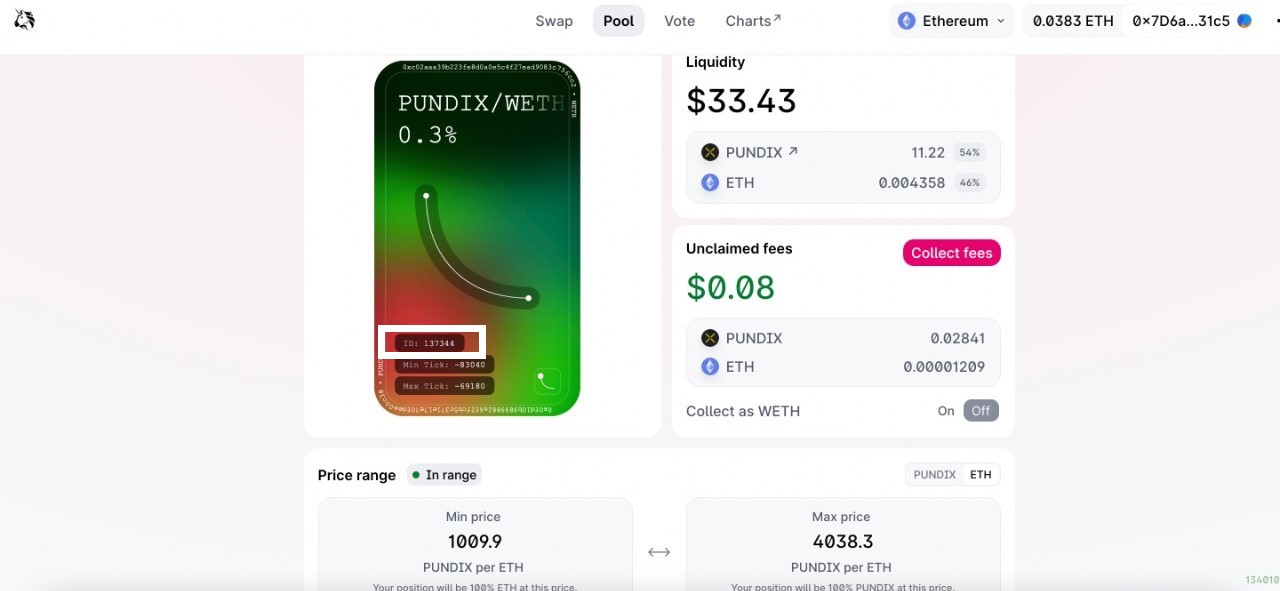 Swap Pool Vote Charts↗ Ethereum 0.0383 ETH 0x7D6a...31c5
0xc02aaa39b223fe8d0a0e5c4f27ead9083c756cc2 • WETH
PUNDIX/WETH
0.3%
ID: 137344
Min Tick: -83040
Max Tick: -69180
Liquidity
$33.43
PUNDIX ↗ 11.22 54%
ETH 0.004358 46%
Unclaimed fees Collect fees
$0.08
PUNDIX 0.02841
ETH 0.00001209
Collect as WETH On Off
Price range In range PUNDIX ETH
Min price
1009.9
PUNDIX per ETH
Your position will be 100% ETH at this price.
Max price
4038.3
PUNDIX per ETH
Your position will be 100% PUNDIX at this price.
134010